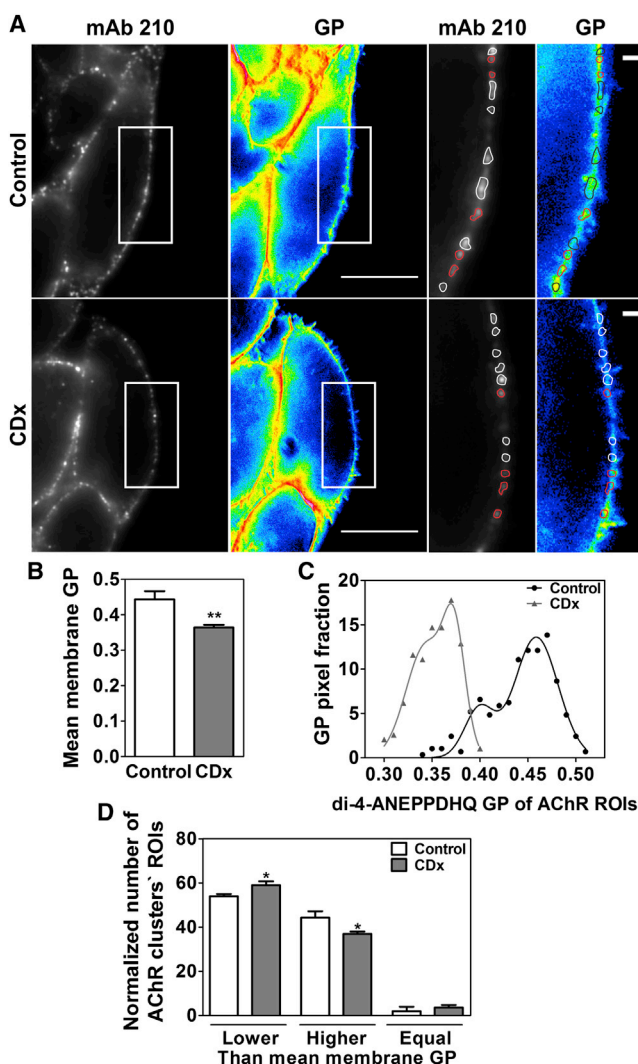 A
mAb 210
GP
mAb 210
GP
Control
CDx
B
Mean membrane GP
0.5
0.4
0.3
0.2
0.1
0.0
Control CDx
**
C
GP pixel fraction
20
15
10
5
0
0.30 0.35 0.40 0.45 0.50
Control
CDx
di-4-ANEPPDHQ GP of AChR ROIs
D
Normalized number of
AChR clusters` ROIs
80
60
40
20
0
Control
CDx
*
*
Lower Higher Equal
Than mean membrane GP